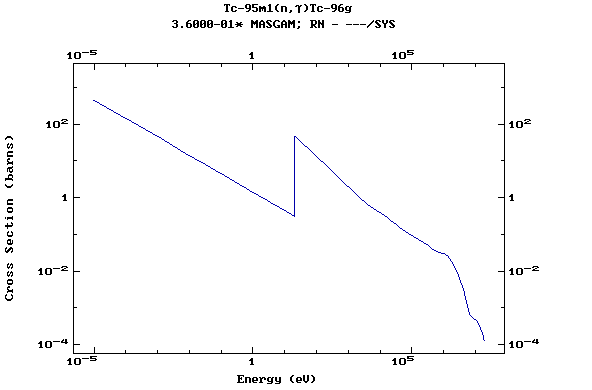 Tc-95m1(n,γ)Tc-96g
3.6000-01* MASGAM; RN - ---/SYS
10⁻⁵ 1 10⁵
10² 10²
1 1
10⁻² 10⁻²
10⁻⁴ 10⁻⁴
10⁻⁵ 1 10⁵
Cross Section (barns)
Energy (eV)